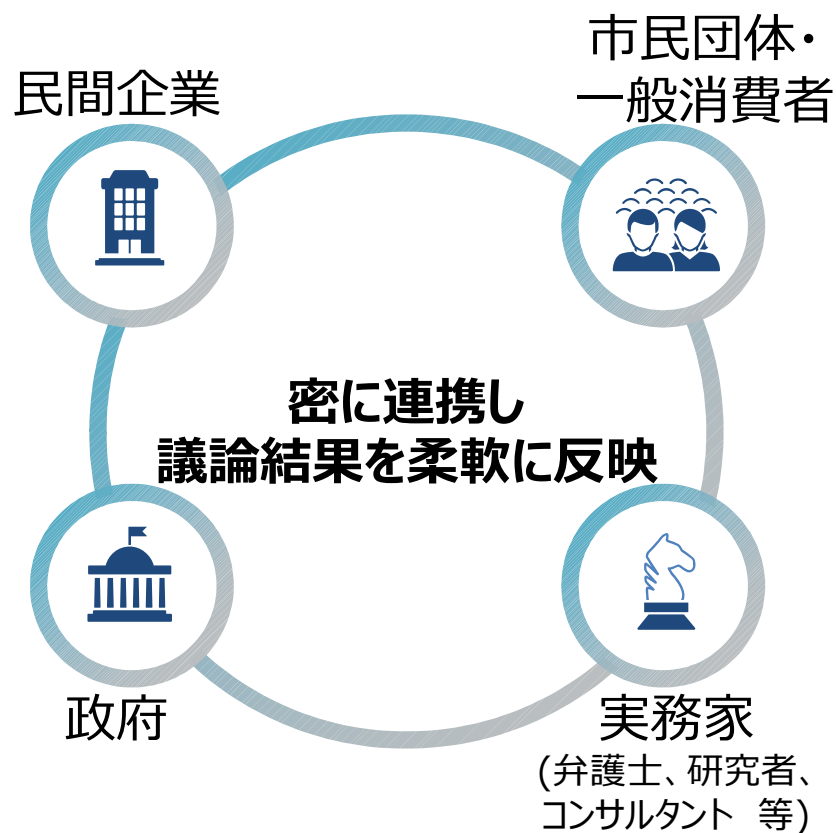 民間企業
市民団体・
一般消費者
密に連携し
議論結果を柔軟に反映
政府
実務家
(弁護士、研究者、
コンサルタント　等)